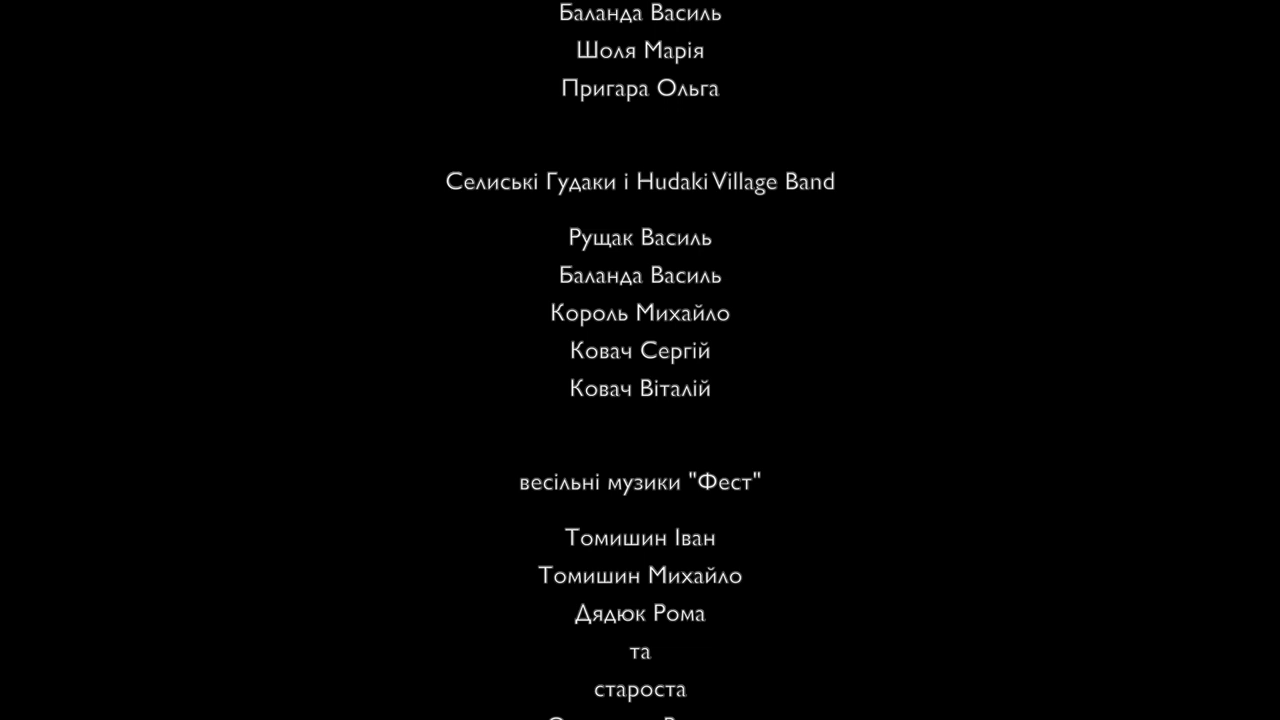 Баланда Василь
Шоля Марія
Пригара Ольга
Селиські Гудаки і Hudaki Village Band
Рущак Василь
Баланда Василь
Король Михайло
Ковач Сергій
Ковач Віталій
весільні музики "Фест"
Томишин Іван
Томишин Михайло
Дядюк Рома
та
староста